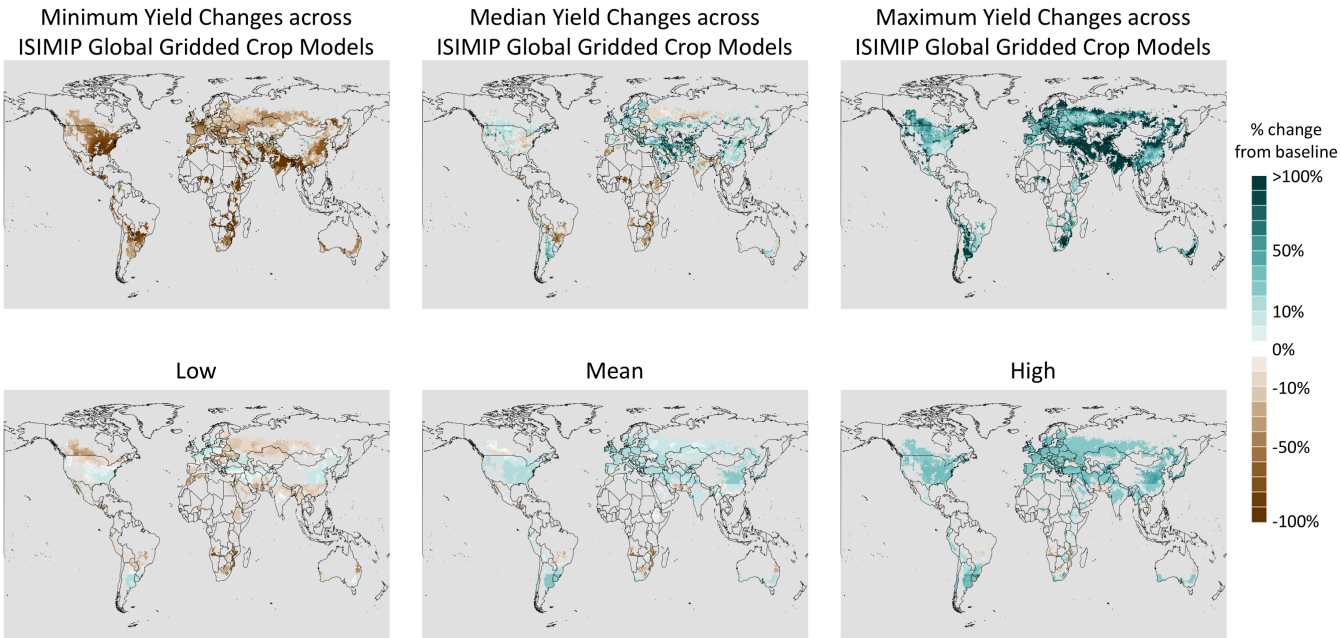 Minimum Yield Changes across
ISIMIP Global Gridded Crop Models
Median Yield Changes across
ISIMIP Global Gridded Crop Models
Maximum Yield Changes across
ISIMIP Global Gridded Crop Models
% change
from baseline
>100%
50%
10%
0%
-10%
-50%
-100%
Low
Mean
High